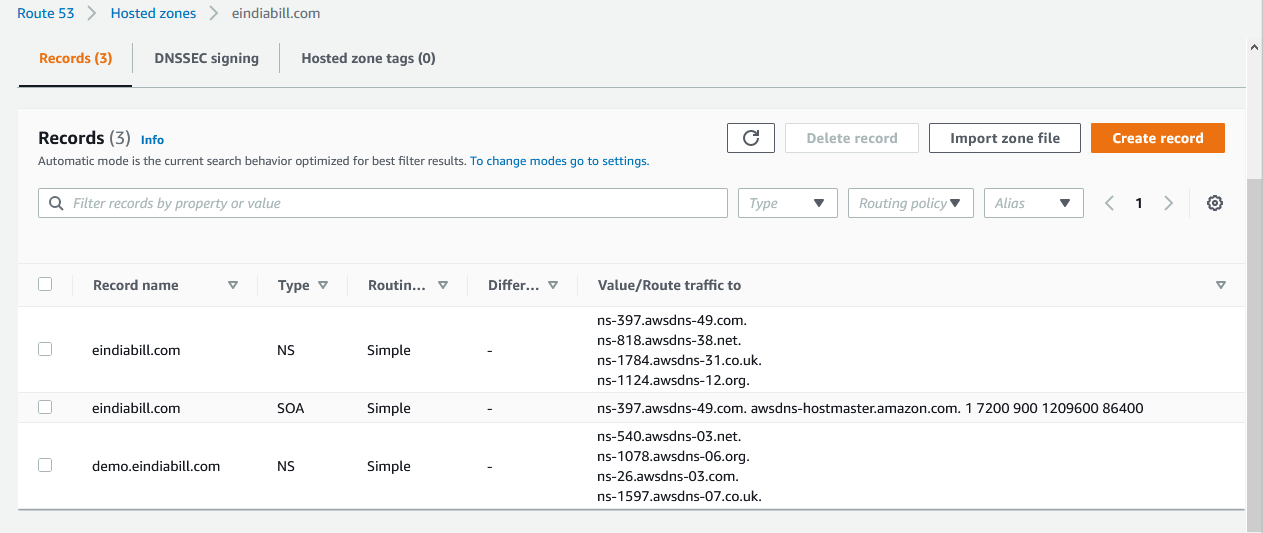 Route 53 > Hosted zones > eindiabill.com
Records (3) DNSSEC signing Hosted zone tags (0)
Records (3) Info
Automatic mode is the current search behavior optimized for best filter results. To change modes go to settings.
Delete record Import zone file Create record
Filter records by property or value Type Routing policy Alias 1
Record name Type Routin... Differ... Value/Route traffic to
eindiabill.com NS Simple - ns-397.awsdns-49.com.
ns-818.awsdns-38.net.
ns-1784.awsdns-31.co.uk.
ns-1124.awsdns-12.org.
eindiabill.com SOA Simple - ns-397.awsdns-49.com. awsdns-hostmaster.amazon.com. 1 7200 900 1209600 86400
demo.eindiabill.com NS Simple - ns-540.awsdns-03.net.
ns-1078.awsdns-06.org.
ns-26.awsdns-03.com.
ns-1597.awsdns-07.co.uk.